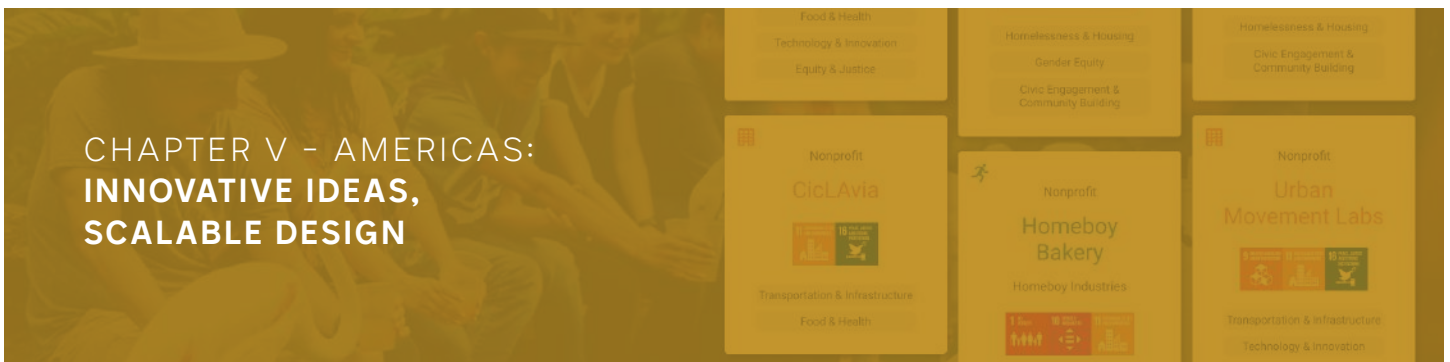 CHAPTER V – AMERICAS:
INNOVATIVE IDEAS,
SCALABLE DESIGN
Food & Health
Technology & Innovation
Equity & Justice
Nonprofit
CicLAvia
Transportation & Infrastructure
Food & Health
Homelessness & Housing
Gender Equity
Civic Engagement &
Community Building
Nonprofit
Homeboy
Bakery
Homeboy Industries
Homelessness & Housing
Civic Engagement &
Community Building
Nonprofit
Urban
Movement Labs
Transportation & Infrastructure
Technology & Innovation